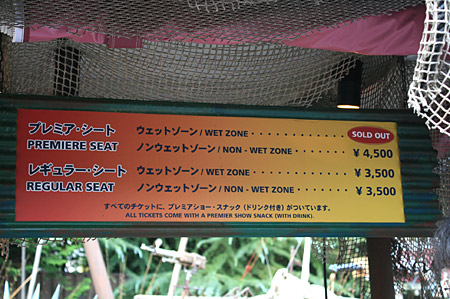 プレミア・シート ウェットゾーン / WET ZONE ・・・・・・・・・・・・ SOLD OUT
PREMIERE SEAT ノンウェットゾーン / NON - WET ZONE ・・・・・・・ ¥ 4,500
レギュラー・シート ウェットゾーン / WET ZONE ・・・・・・・・・・・・ ¥ 3,500
REGULAR SEAT ノンウェットゾーン / NON - WET ZONE ・・・・・・・ ¥ 3,500
すべてのチケットに、プレミアショー・スナック (ドリンク付き) がついています。
ALL TICKETS COME WITH A PREMIER SHOW SNACK (WITH DRINK).